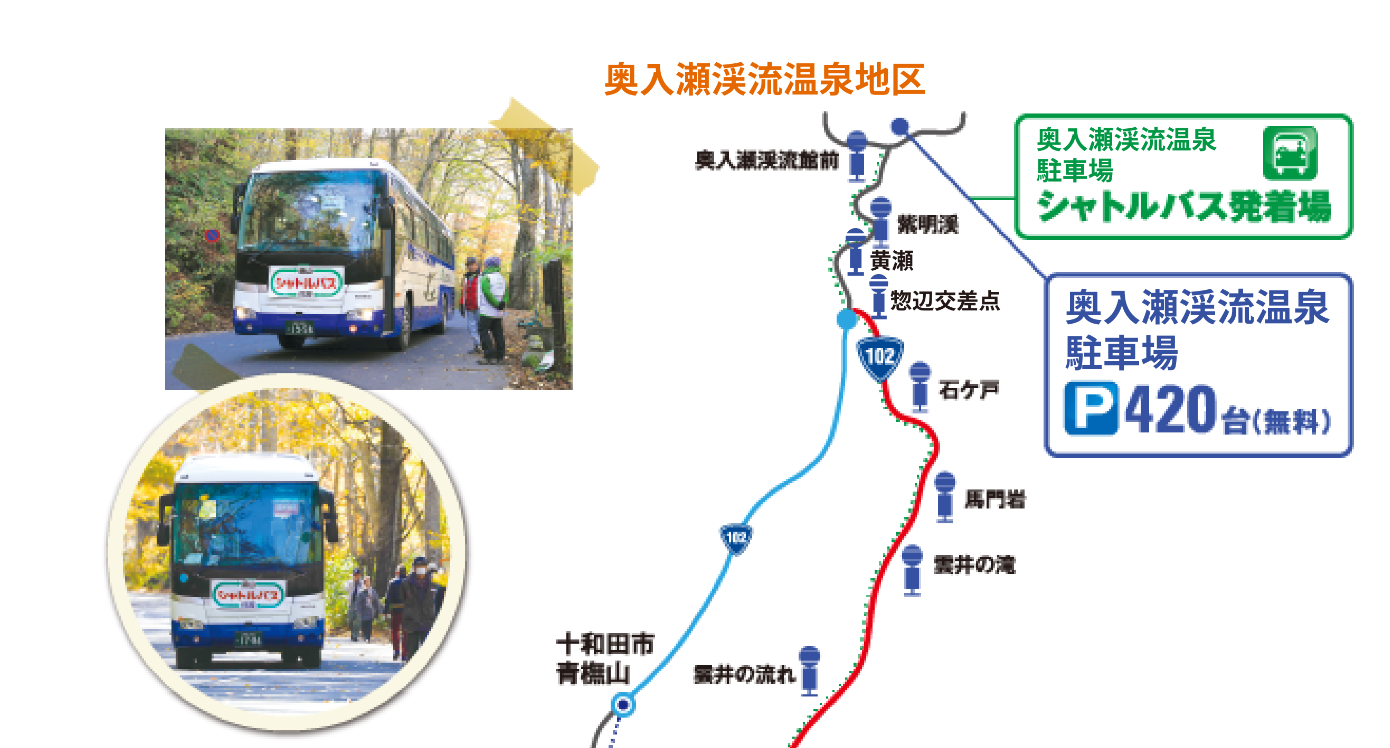 奥入瀬渓流温泉地区
奥入瀬渓流館前
奥入瀬渓流温泉
駐車場
シャトルバス発着場
紫明渓
黄瀬
惣辺交差点
奥入瀬渓流温泉
駐車場
P420台(無料)
102
石ケ戸
馬門岩
102
雲井の滝
十和田市
青橅山
雲井の流れ
シャトルバス
シャトルバス